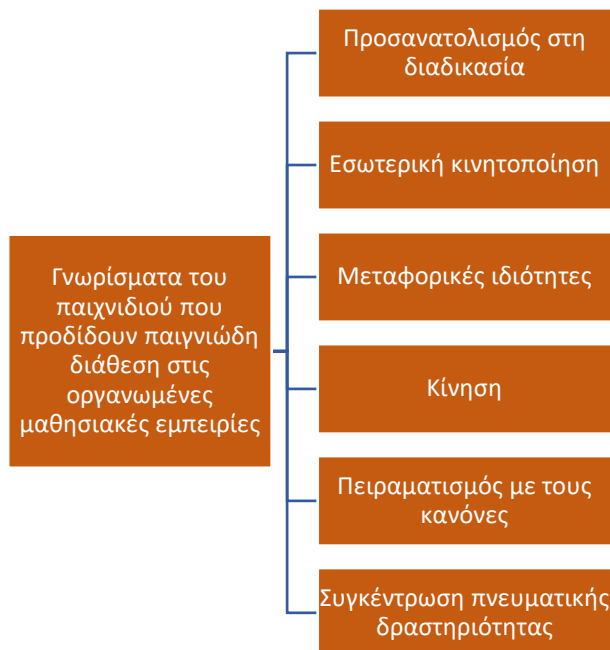 Προσανατολισμός στη
διαδικασία
Εσωτερική κινητοποίηση
Μεταφορικές ιδιότητες
Γνωρίσματα του
παιχνιδιού που
προδίδουν παιγνιώδη
διάθεση στις
οργανωμένες
μαθησιακές εμπειρίες
Κίνηση
Πειραματισμός με τους
κανόνες
Συγκέντρωση πνευματικής
δραστηριότητας